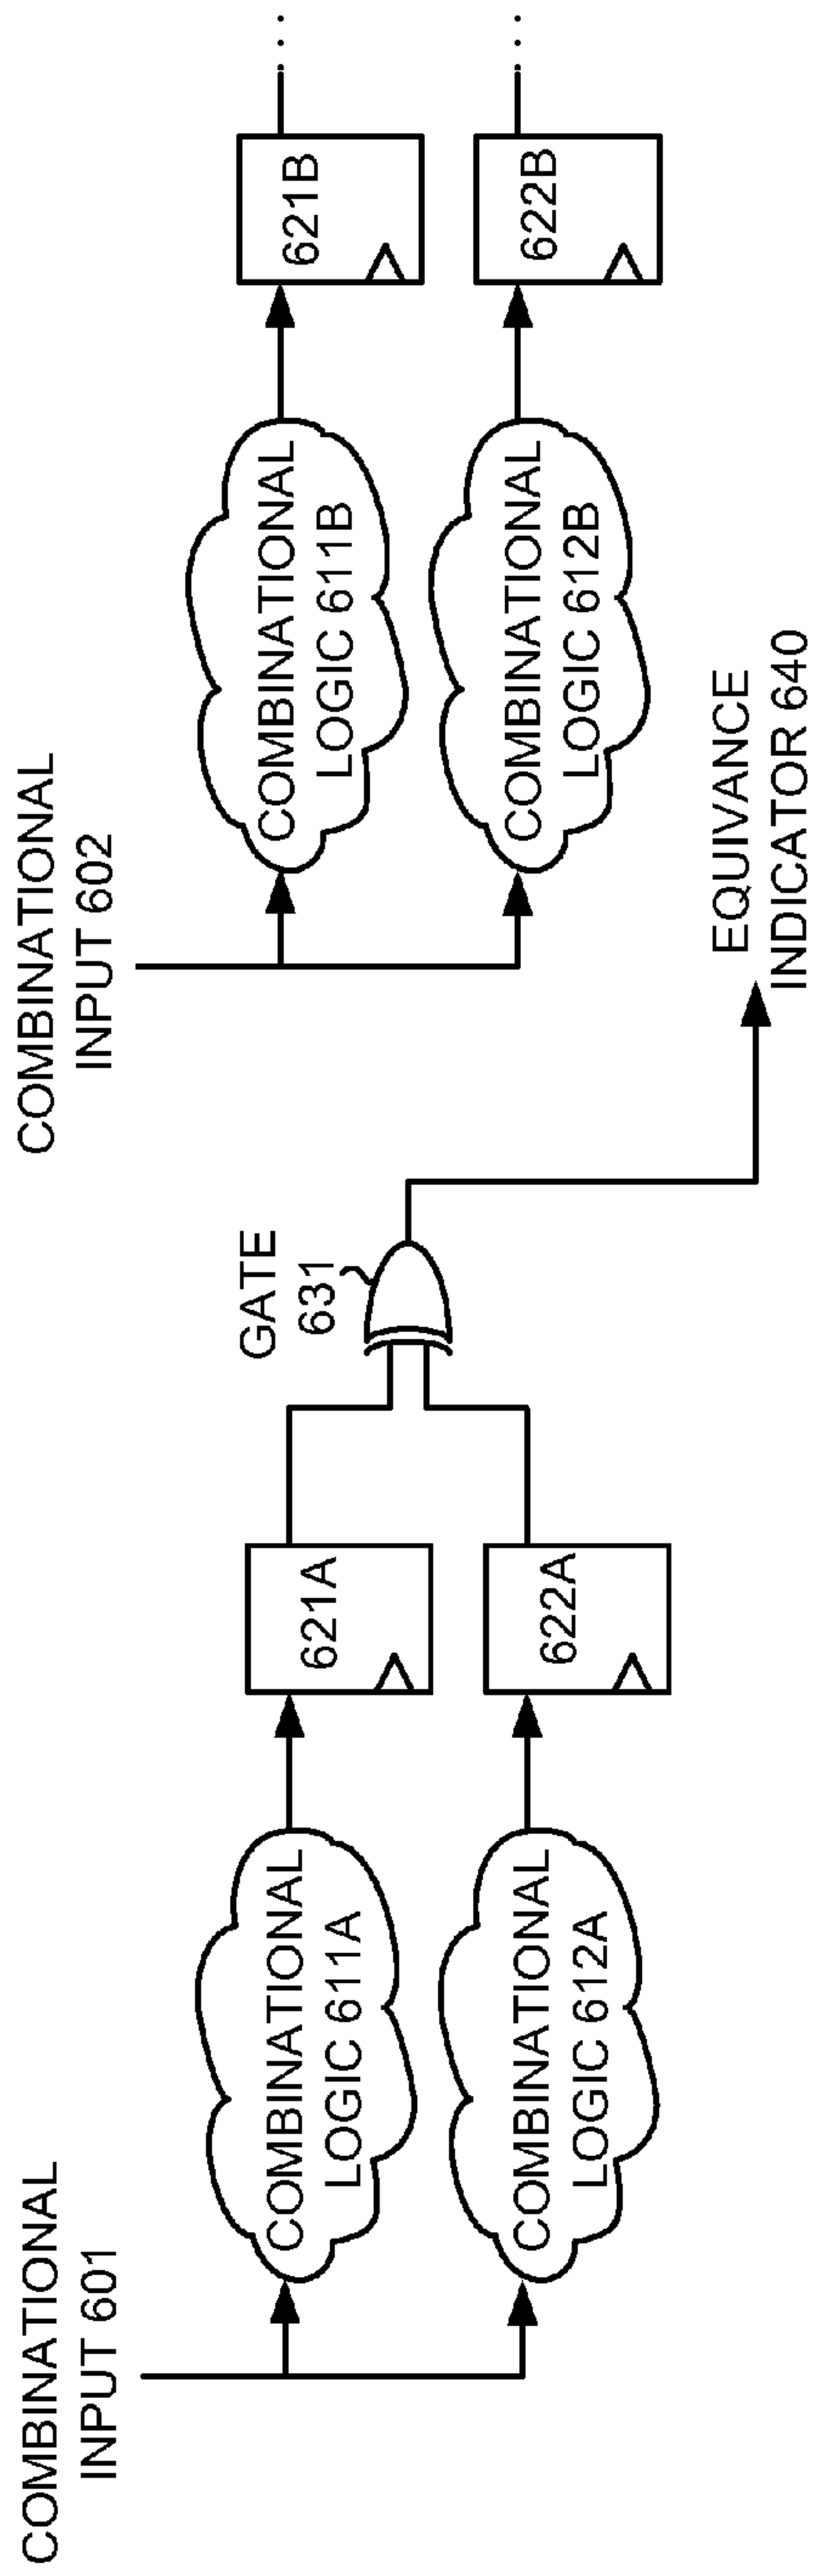 COMBINATIONAL
INPUT 601
COMBINATIONAL
LOGIC 611A
COMBINATIONAL
LOGIC 612A
621A
622A
GATE
631
COMBINATIONAL
INPUT 602
COMBINATIONAL
LOGIC 611B
COMBINATIONAL
LOGIC 612B
621B
622B
EQUIVANCE
INDICATOR 640